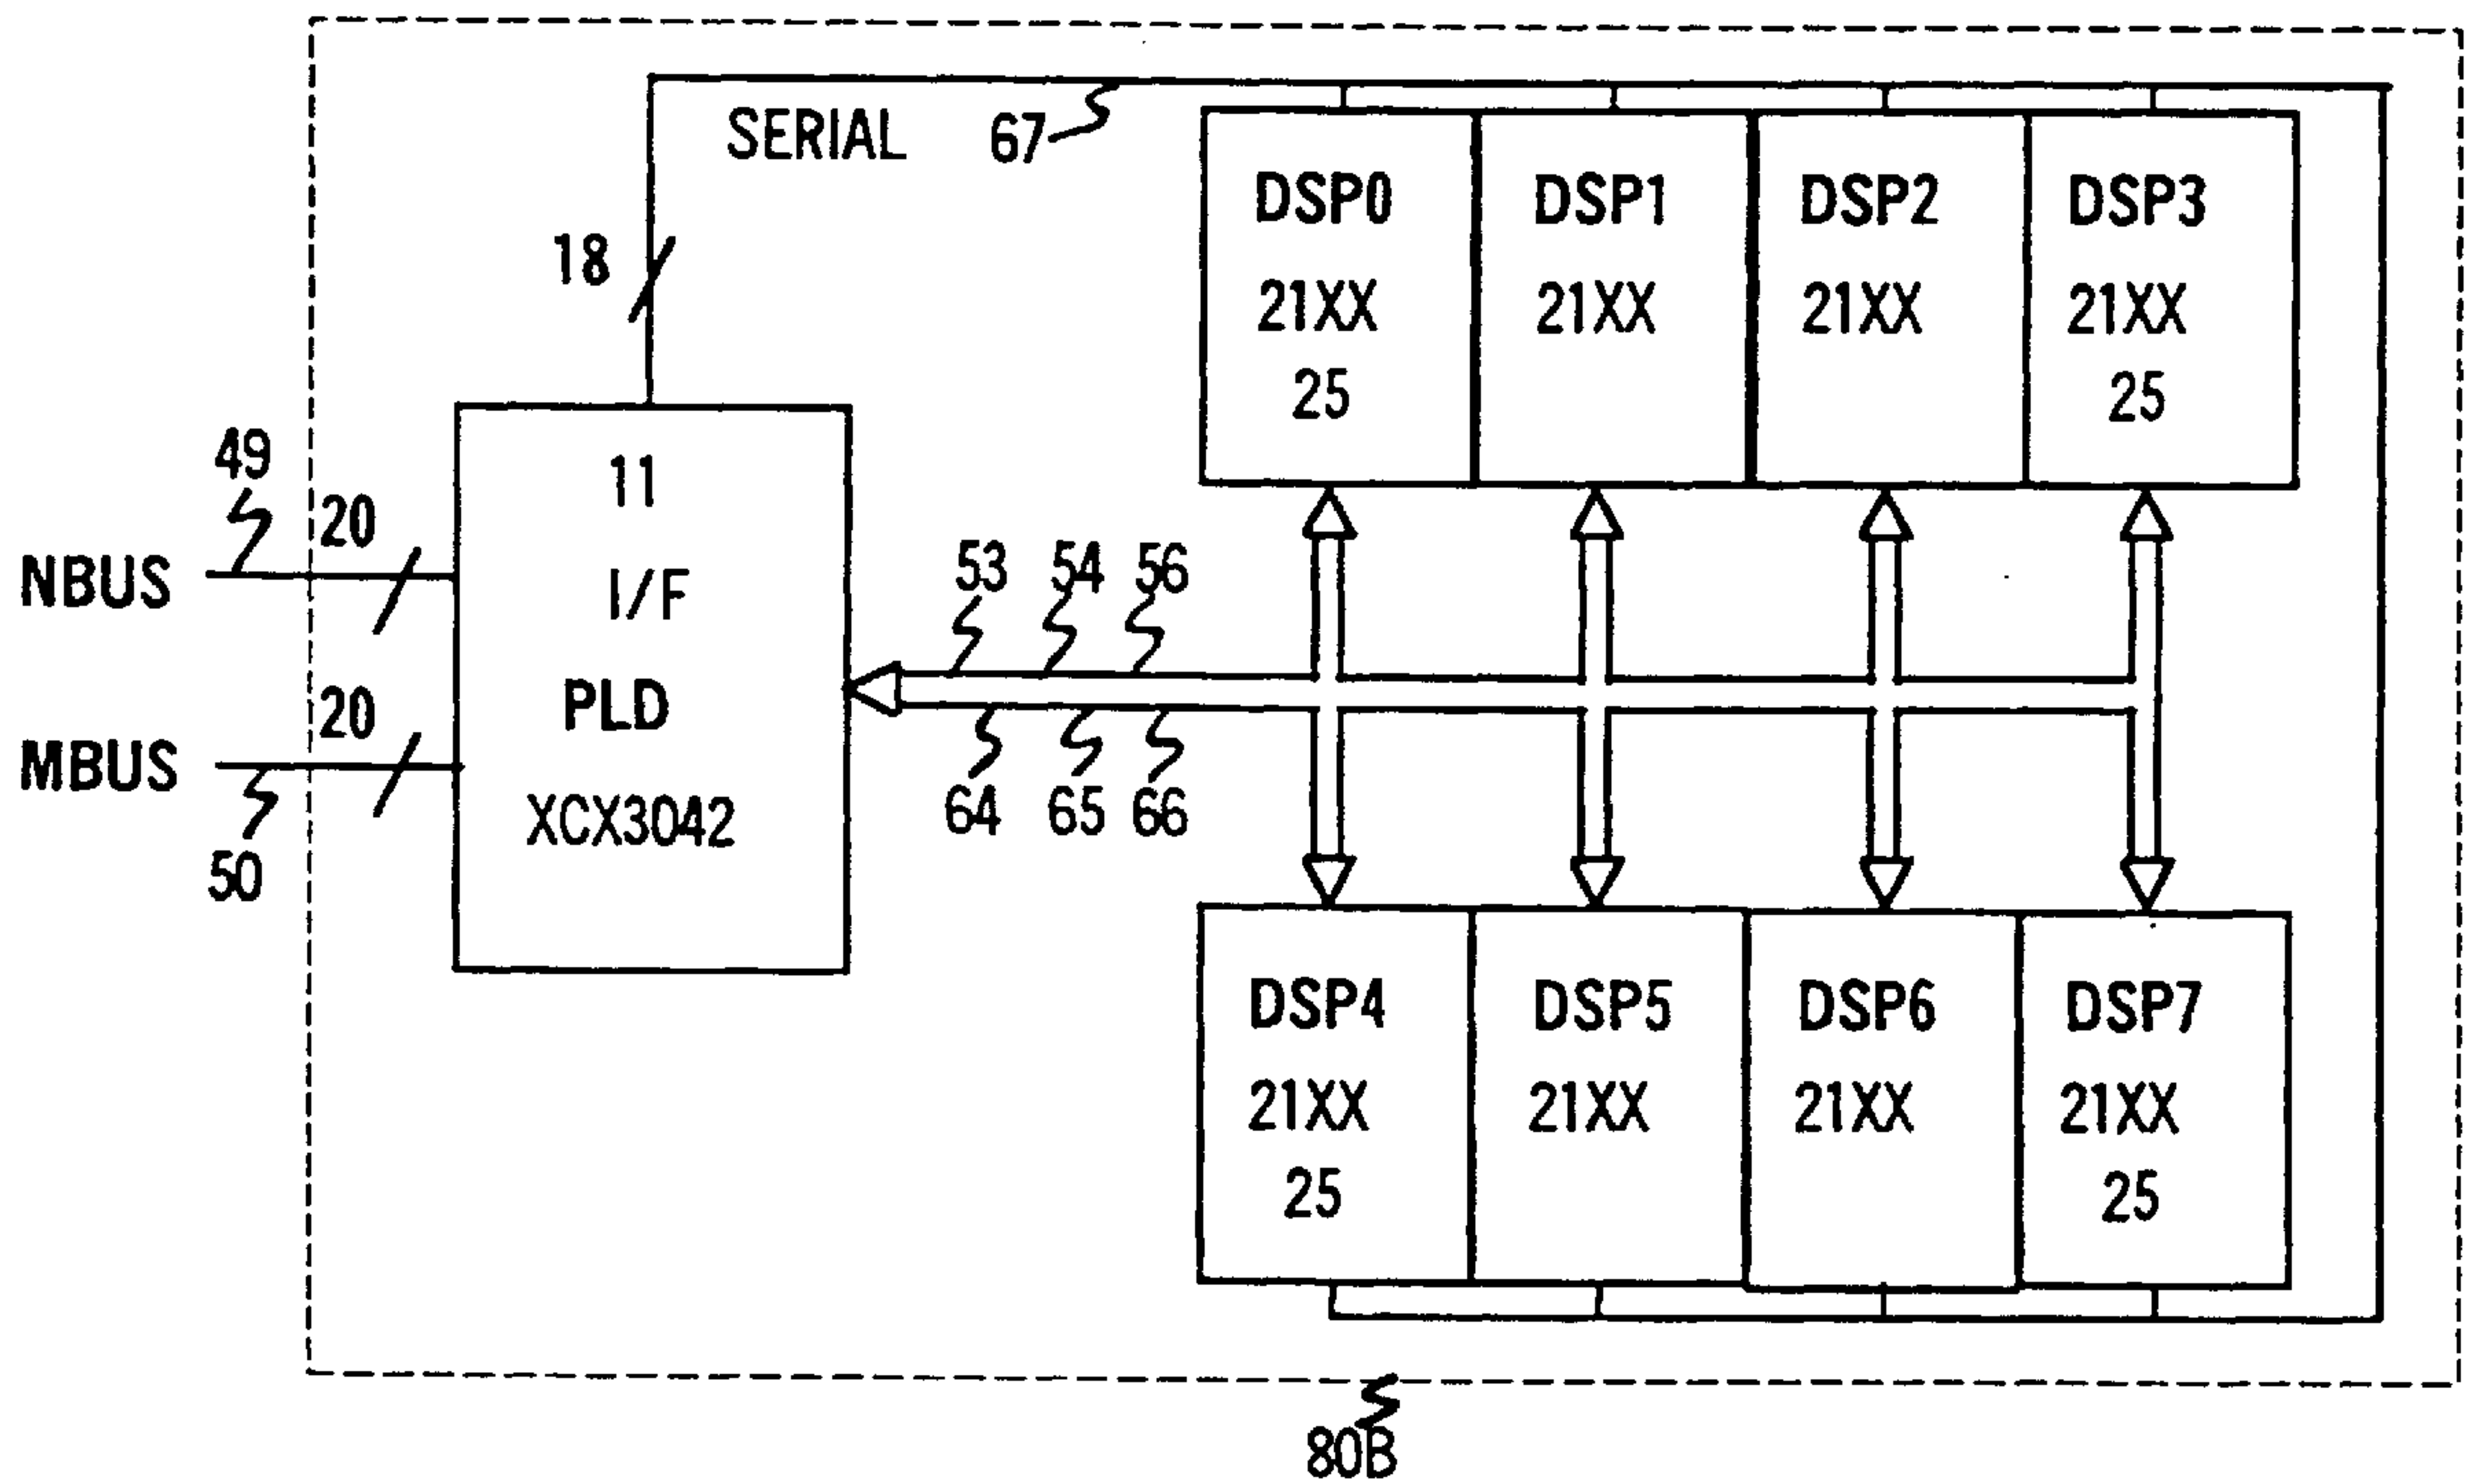 SERIAL
67
18
DSP0
21XX
25
DSP1
21XX
DSP2
21XX
DSP3
21XX
25
49
20
NBUS
20
MBUS
50
11
I/F
PLD
XCX3042
53 54 56
64 65 66
DSP4
21XX
25
DSP5
21XX
DSP6
21XX
DSP7
21XX
25
80B